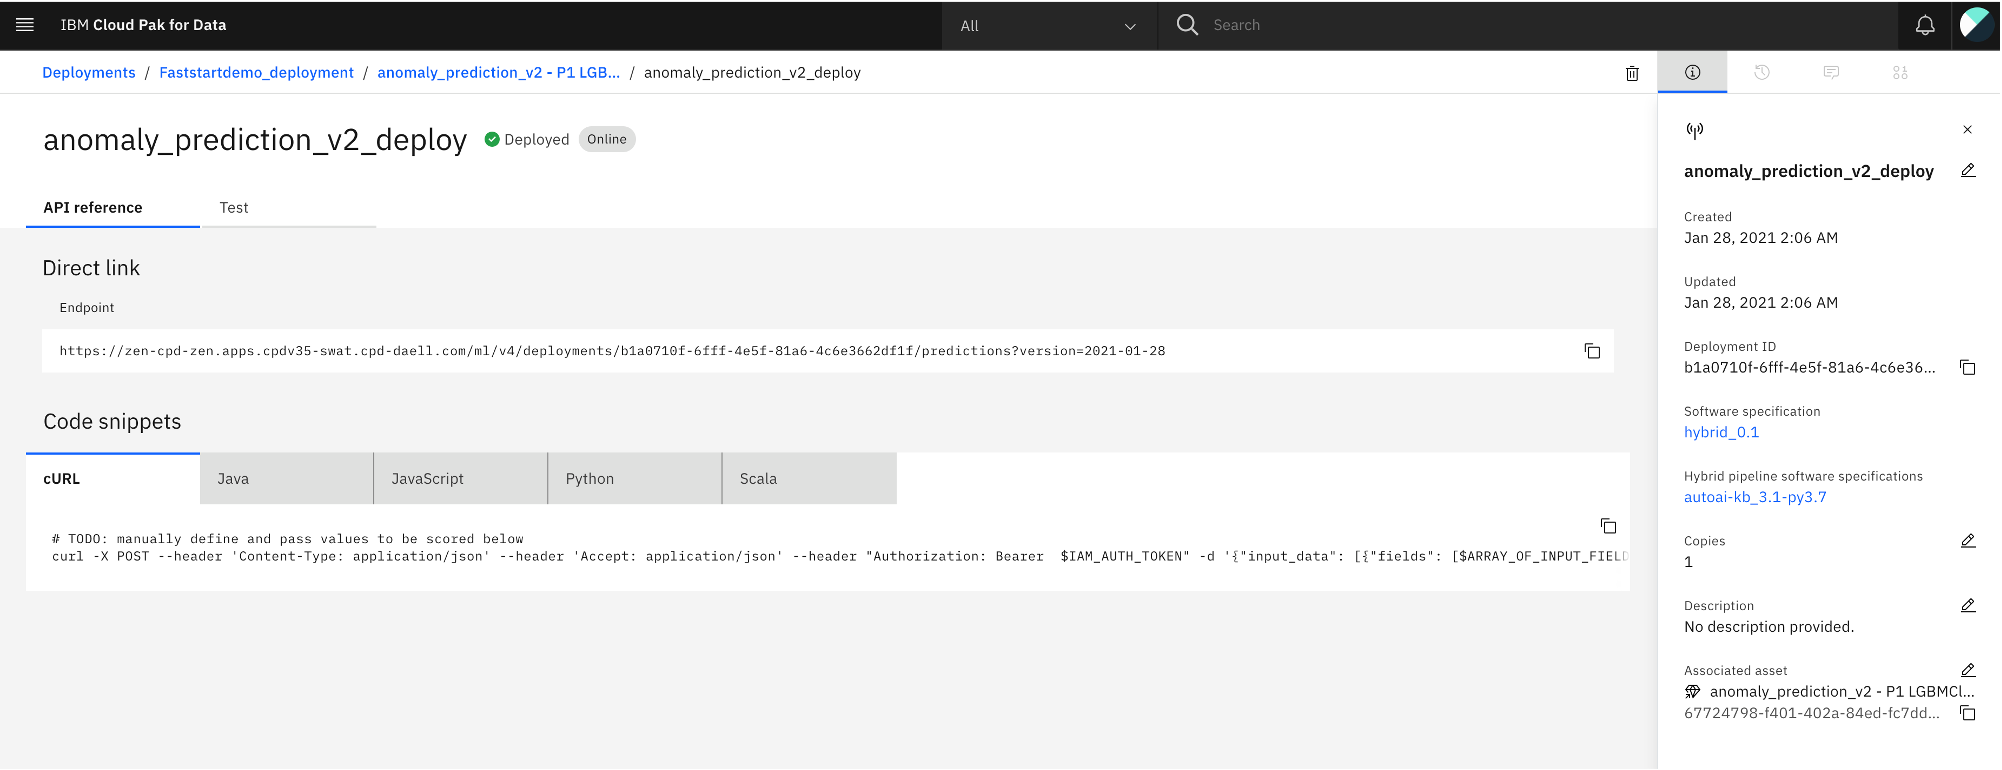 IBM Cloud Pak for Data
All
Search
Deployments / Faststartdemo_deployment / anomaly_prediction_v2 - P1 LGB... / anomaly_prediction_v2_deploy
anomaly_prediction_v2_deploy
Deployed
Online
API reference
Test
Direct link
Endpoint
https://zen-cpd-zen.apps.cpdv35-swat.cpd-daell.com/ml/v4/deployments/b1a0710f-6fff-4e5f-81a6-4c6e3662df1f/predictions?version=2021-01-28
Code snippets
cURL
Java
JavaScript
Python
Scala
# TODO: manually define and pass values to be scored below
curl -X POST --header 'Content-Type: application/json' --header 'Accept: application/json' --header "Authorization: Bearer  $IAM_AUTH_TOKEN" -d '{"input_data": [{"fields": [$ARRAY_OF_INPUT_FIELD
anomaly_prediction_v2_deploy
Created
Jan 28, 2021 2:06 AM
Updated
Jan 28, 2021 2:06 AM
Deployment ID
b1a0710f-6fff-4e5f-81a6-4c6e36...
Software specification
hybrid_0.1
Hybrid pipeline software specifications
autoai-kb_3.1-py3.7
Copies
1
Description
No description provided.
Associated asset
anomaly_prediction_v2 - P1 LGBMCl...
67724798-f401-402a-84ed-fc7dd...